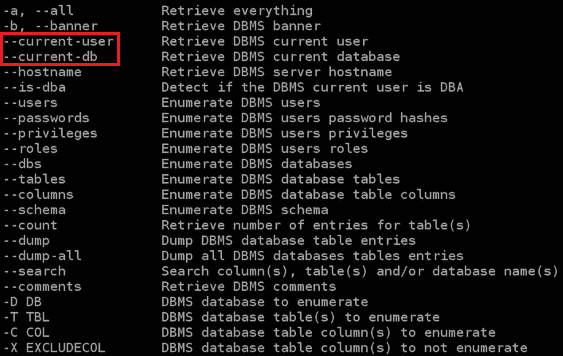 -a, --all Retrieve everything
-b, --banner Retrieve DBMS banner
--current-user Retrieve DBMS current user
--current-db Retrieve DBMS current database
--hostname Retrieve DBMS server hostname
--is-dba Detect if the DBMS current user is DBA
--users Enumerate DBMS users
--passwords Enumerate DBMS users password hashes
--privileges Enumerate DBMS users privileges
--roles Enumerate DBMS users roles
--dbs Enumerate DBMS databases
--tables Enumerate DBMS database tables
--columns Enumerate DBMS database table columns
--schema Enumerate DBMS schema
--count Retrieve number of entries for table(s)
--dump Dump DBMS database table entries
--dump-all Dump all DBMS databases tables entries
--search Search column(s), table(s) and/or database name(s)
--comments Retrieve DBMS comments
-D DB DBMS database to enumerate
-T TBL DBMS database table(s) to enumerate
-C COL DBMS database table column(s) to enumerate
-X EXCLUDECOL DBMS database table column(s) to not enumerate